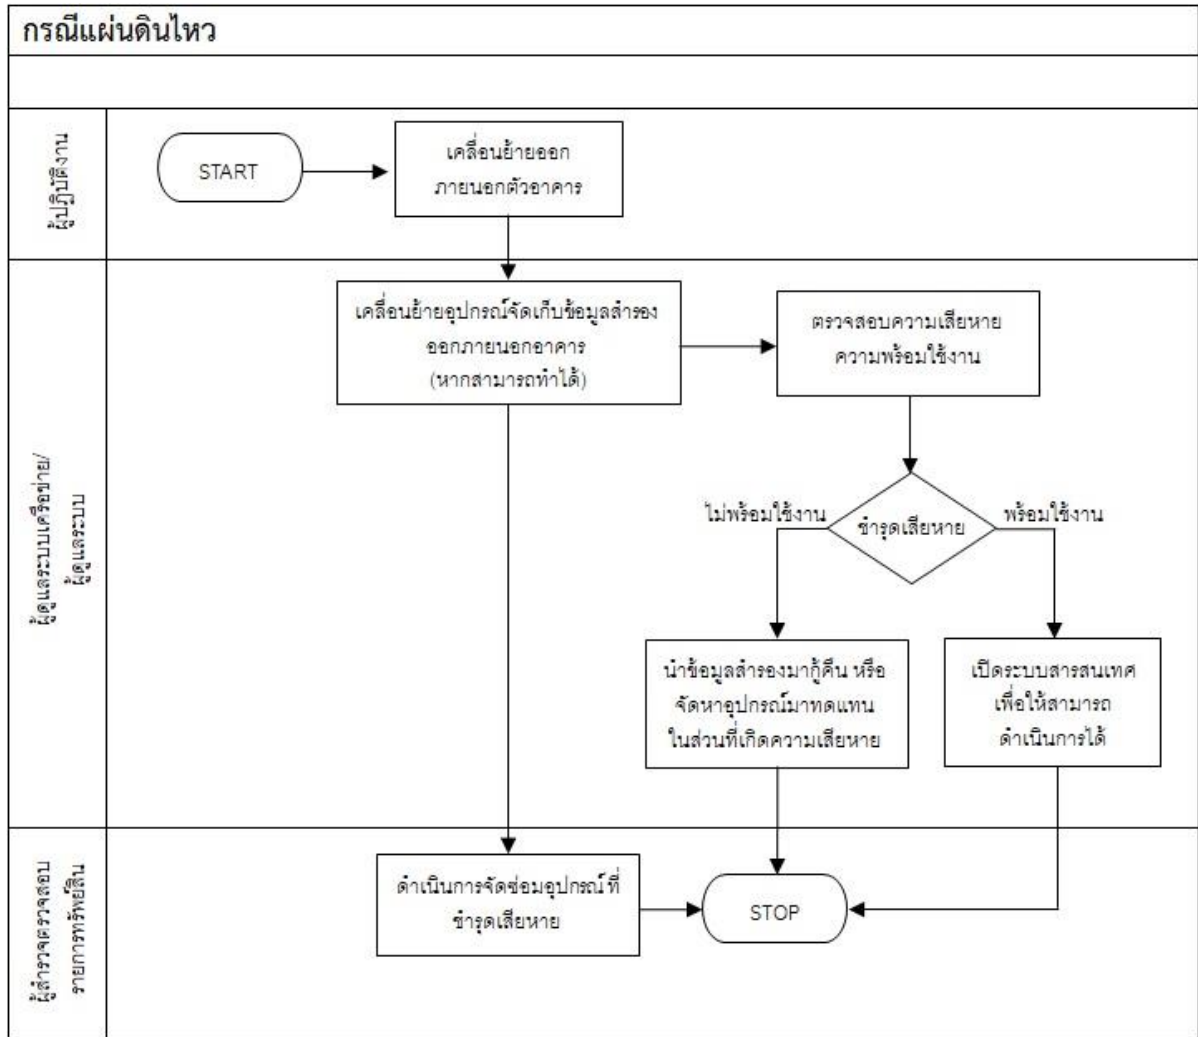 กรณีแผ่นดินไหว
ผู้ปฏิบัติงาน
START
เคลื่อนย้ายออก
ภายนอกตัวอาคาร
ผู้ดูแลระบบเครือข่าย/
ผู้ดูแลระบบ
เคลื่อนย้ายอุปกรณ์จัดเก็บข้อมูลสำรอง
ออกภายนอกอาคาร
(หากสามารถทำได้)
ตรวจสอบความเสียหาย
ความพร้อมใช้งาน
ไม่พร้อมใช้งาน
ชำรุดเสียหาย
พร้อมใช้งาน
นำข้อมูลสำรองมากู้คืน หรือ
จัดหาอุปกรณ์มาทดแทน
ในส่วนที่เกิดความเสียหาย
เปิดระบบสารสนเทศ
เพื่อให้สามารถ
ดำเนินการได้
ผู้สำรวจตรวจสอบ
รายการทรัพย์สิน
ดำเนินการจัดซ่อมอุปกรณ์ ที่
ชำรุดเสียหาย
STOP